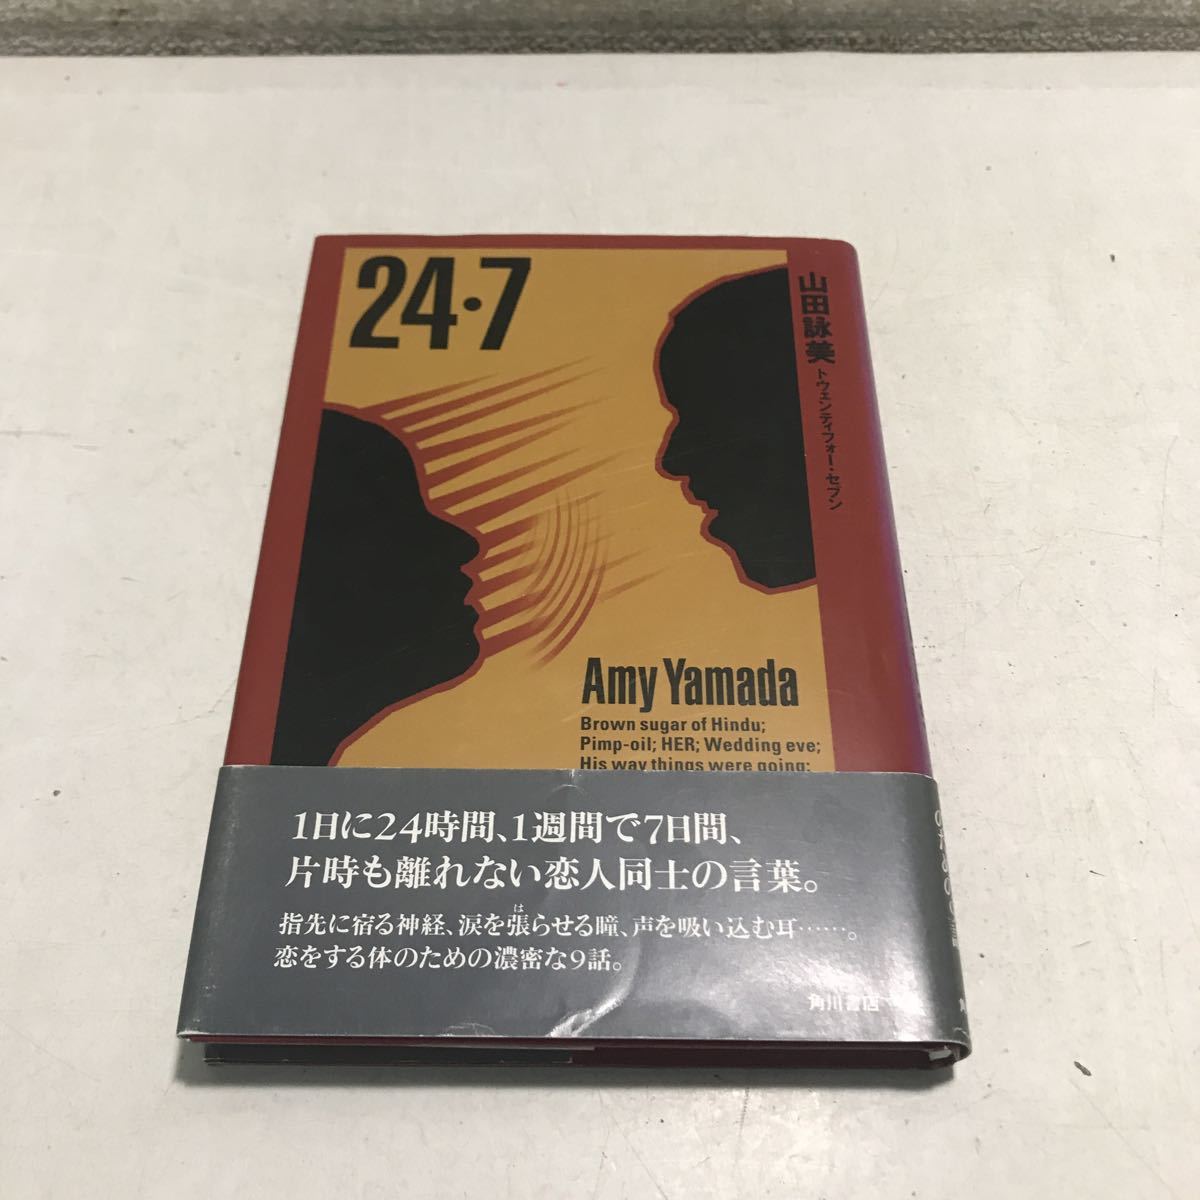 24・7
山田詠美
トウェンティフォー・セブン
Amy Yamada
Brown sugar of Hindu;
Pimp-oil; HER; Wedding eve;
His way things were going;
1日に24時間、1週間で7日間、
片時も離れない恋人同士の言葉。
指先に宿る神経、涙を張らせる瞳、声を吸い込む耳……。
は
恋をする体のための濃密な9話。
角川書店